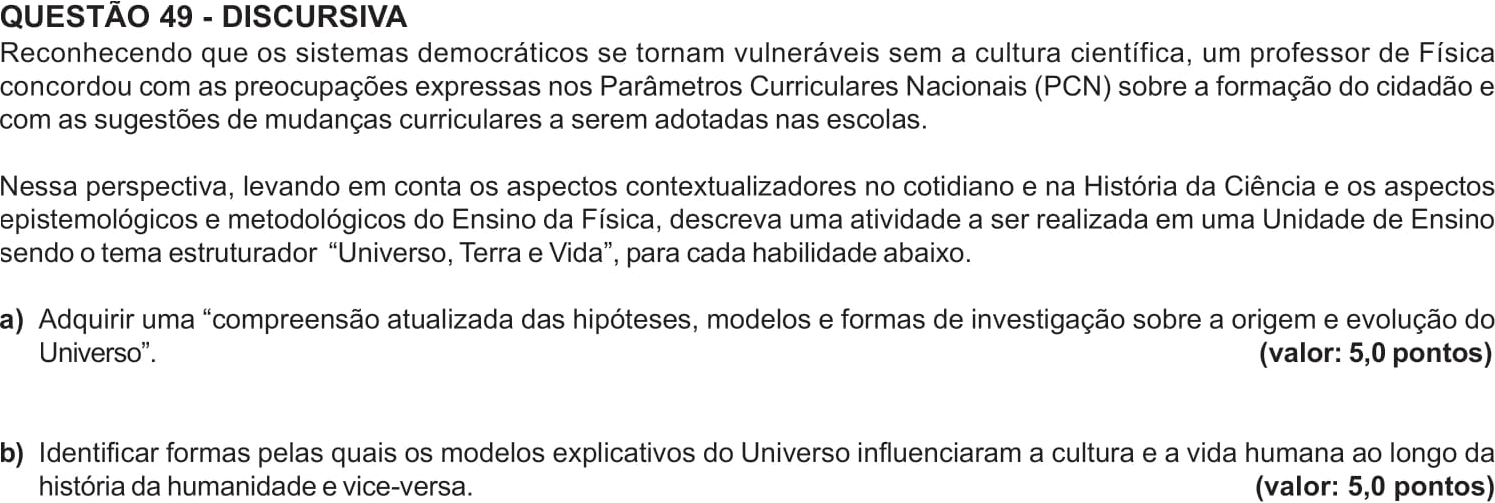 QUESTÃO 49 - DISCURSIVA
Reconhecendo que os sistemas democráticos se tornam vulneráveis sem a cultura científica, um professor de Física
concordou com as preocupações expressas nos Parâmetros Curriculares Nacionais (PCN) sobre a formação do cidadão e
com as sugestões de mudanças curriculares a serem adotadas nas escolas.
Nessa perspectiva, levando em conta os aspectos contextualizadores no cotidiano e na História da Ciência e os aspectos
epistemológicos e metodológicos do Ensino da Física, descreva uma atividade a ser realizada em uma Unidade de Ensino
sendo o tema estruturador “Universo, Terra e Vida”, para cada habilidade abaixo.
a) Adquirir uma “compreensão atualizada das hipóteses, modelos e formas de investigação sobre a origem e evolução do
Universo”. (valor: 5,0 pontos)
b) Identificar formas pelas quais os modelos explicativos do Universo influenciaram a cultura e a vida humana ao longo da
história da humanidade e vice-versa. (valor: 5,0 pontos)